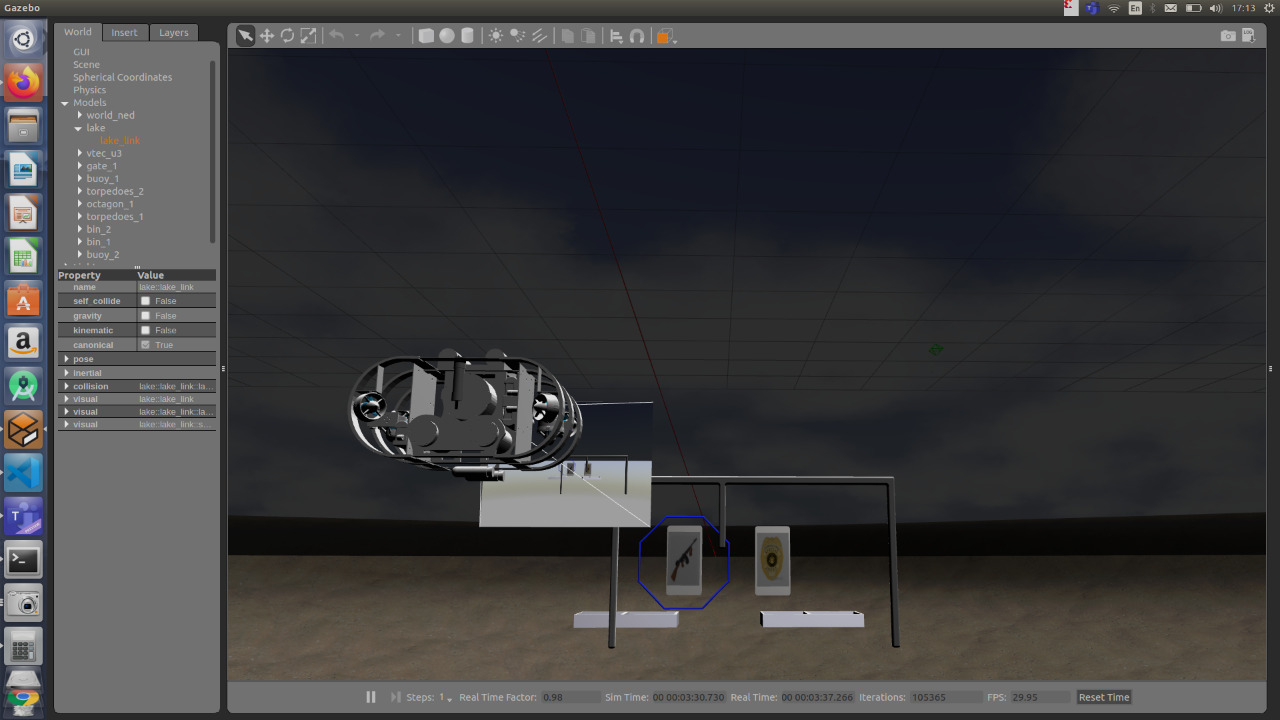 Gazebo
En
17:13
World
Insert
Layers
GUI
Scene
Spherical Coordinates
Physics
Models
world_ned
lake
lake_link
vtec_u3
gate_1
buoy_1
torpedoes_2
octagon_1
torpedoes_1
bin_2
bin_1
buoy_2
Property Value
name lake::lake_link
self_collide False
gravity False
kinematic False
canonical True
pose
inertial
collision lake::lake_link::la...
visual lake::lake_link
visual lake::lake_link::la...
visual lake::lake_link::s...
Steps: 1 Real Time Factor: 0.98 Sim Time: 00 00:03:30.730 Real Time: 00 00:03:37.266 Iterations: 105365 FPS: 29.95 Reset Time